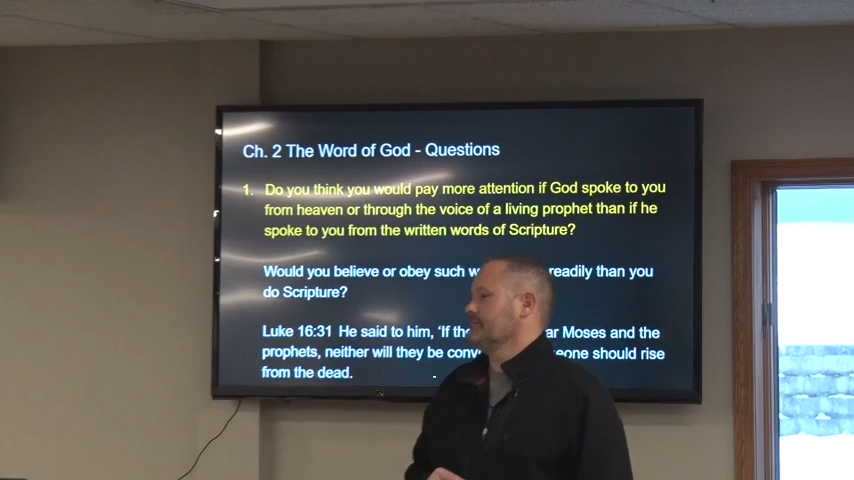 Ch. 2 The Word of God - Questions
1. Do you think you would pay more attention if God spoke to you
from heaven or through the voice of a living prophet than if he
spoke to you from the written words of Scripture?
Would you believe or obey such readily than you
do Scripture?
Luke 16:31 He said to him, ‘If Moses and the
prophets, neither will they be should rise
from the dead.